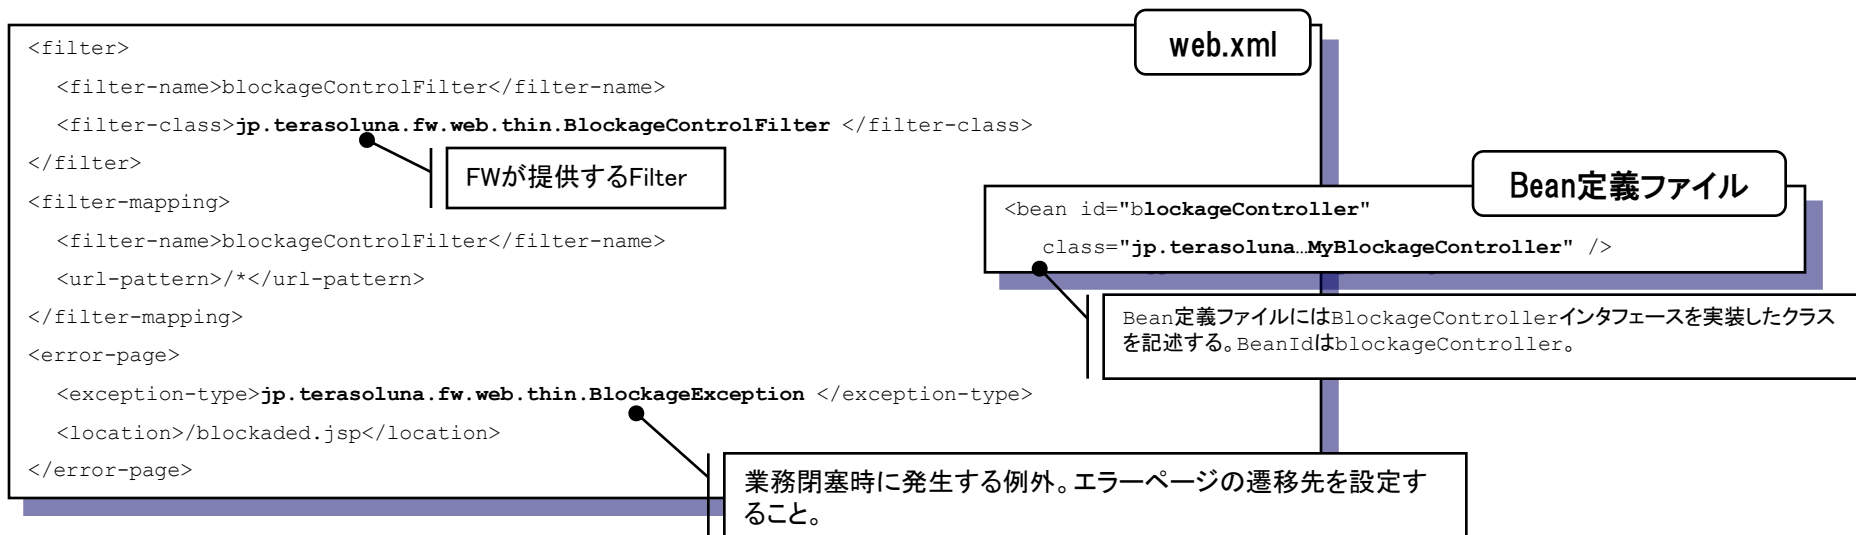 web.xml
<filter>
<filter-name>blockageControlFilter</filter-name>
<filter-class>jp.terasoluna.fw.web.thin.BlockageControlFilter </filter-class>
</filter>
FWが提供するFilter
<filter-mapping>
<filter-name>blockageControlFilter</filter-name>
<url-pattern>/*</url-pattern>
</filter-mapping>
<error-page>
<exception-type>jp.terasoluna.fw.web.thin.BlockageException </exception-type>
<location>/blockaded.jsp</location>
</error-page>
業務閉塞時に発生する例外。エラーページの遷移先を設定す
ること。
Bean定義ファイル
<bean id="blockageController"
class="jp.terasoluna…MyBlockageController" />
Bean定義ファイルにはBlockageControllerインタフェースを実装したクラス
を記述する。BeanIdはblockageController。